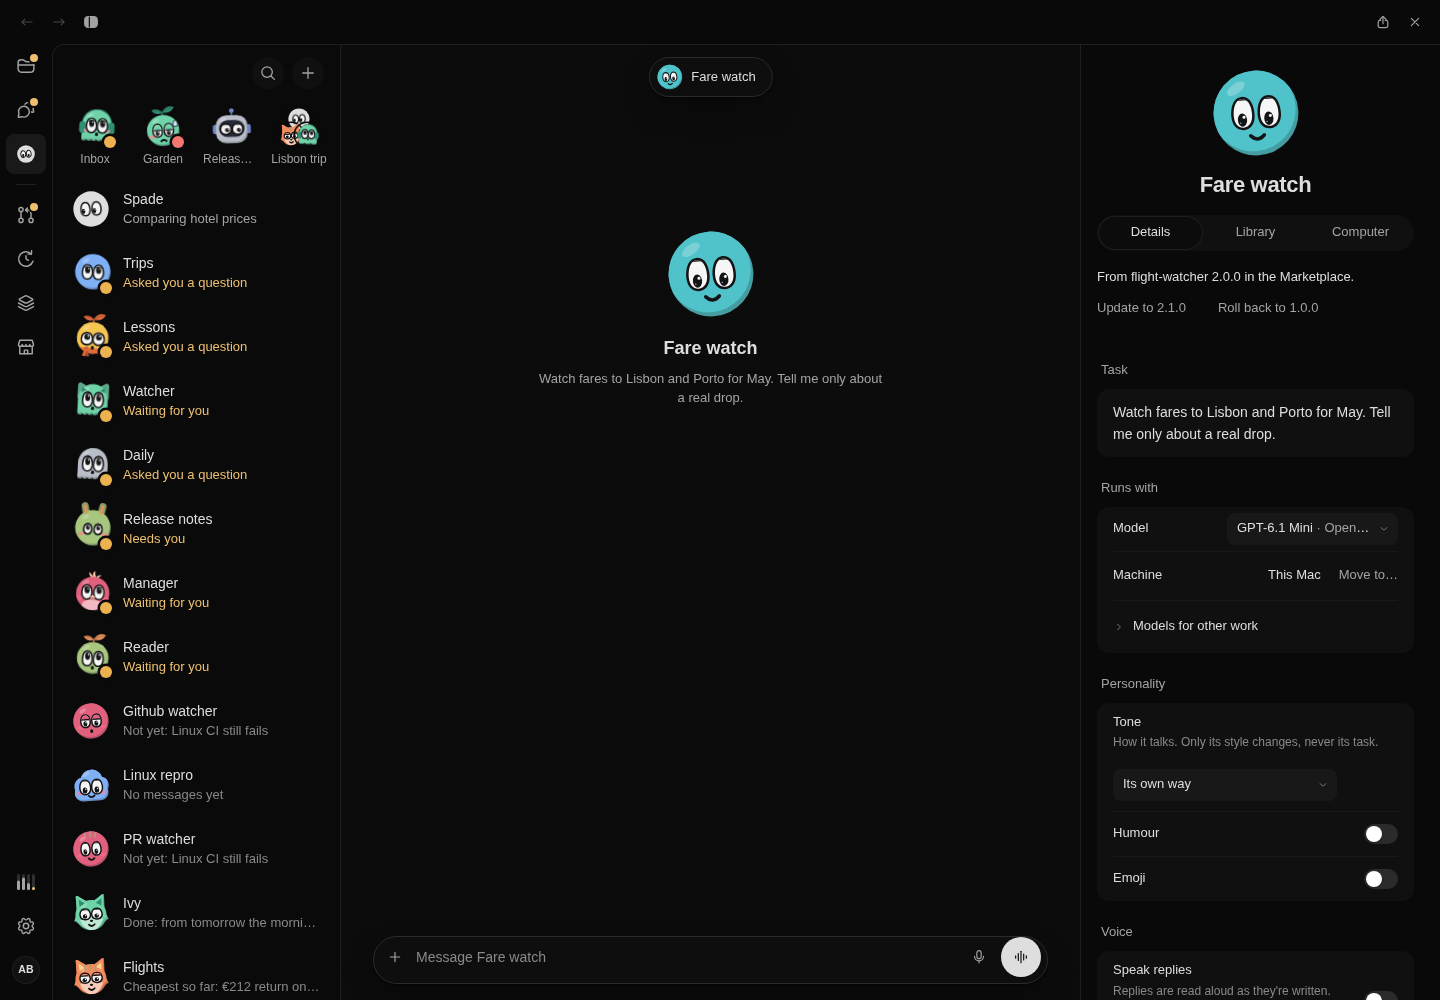 Inbox
Garden
Releas…
Lisbon trip
Spade
Comparing hotel prices
Trips
Asked you a question
Lessons
Asked you a question
Watcher
Waiting for you
Daily
Asked you a question
Release notes
Needs you
Manager
Waiting for you
Reader
Waiting for you
Github watcher
Not yet: Linux CI still fails
Linux repro
No messages yet
PR watcher
Not yet: Linux CI still fails
Ivy
Done: from tomorrow the morni…
Flights
Cheapest so far: €212 return on…
AB
Fare watch
Fare watch
Watch fares to Lisbon and Porto for May. Tell me only about
a real drop.
Message Fare watch
Fare watch
Details
Library
Computer
From flight-watcher 2.0.0 in the Marketplace.
Update to 2.1.0
Roll back to 1.0.0
Task
Watch fares to Lisbon and Porto for May. Tell
me only about a real drop.
Runs with
Model
GPT-6.1 Mini · Open…
Machine
This Mac
Move to…
Models for other work
Personality
Tone
How it talks. Only its style changes, never its task.
Its own way
Humour
Emoji
Voice
Speak replies
Replies are read aloud as they're written.